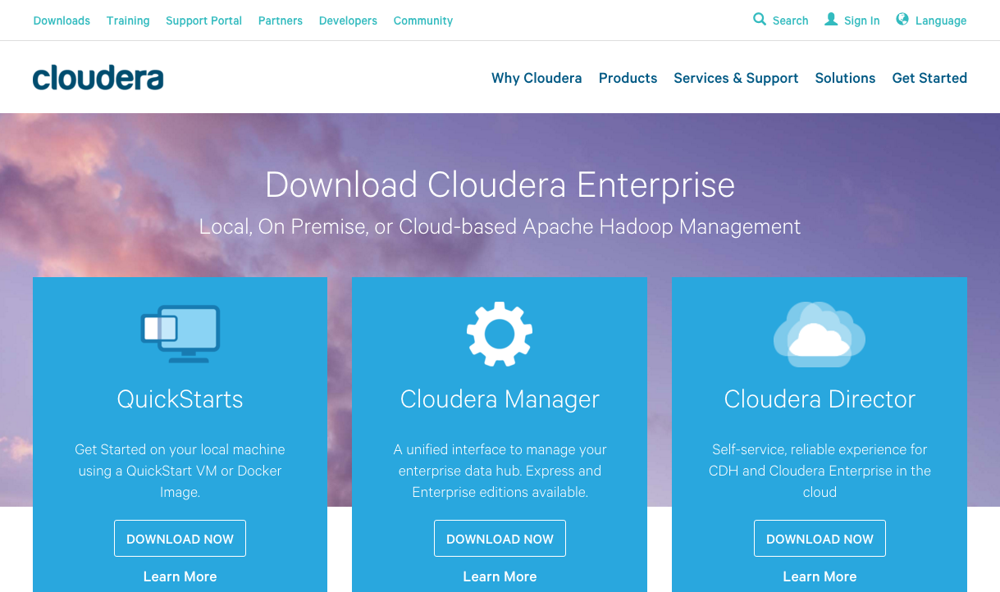 Downloads Training Support Portal Partners Developers Community Search Sign In Language
cloudera Why Cloudera Products Services & Support Solutions Get Started
Download Cloudera Enterprise
Local, On Premise, or Cloud-based Apache Hadoop Management
QuickStarts
Get Started on your local machine
using a QuickStart VM or Docker
Image.
DOWNLOAD NOW
Learn More
Cloudera Manager
A unified interface to manage your
enterprise data hub. Express and
Enterprise editions available.
DOWNLOAD NOW
Learn More
Cloudera Director
Self-service, reliable experience for
CDH and Cloudera Enterprise in the
cloud
DOWNLOAD NOW
Learn More